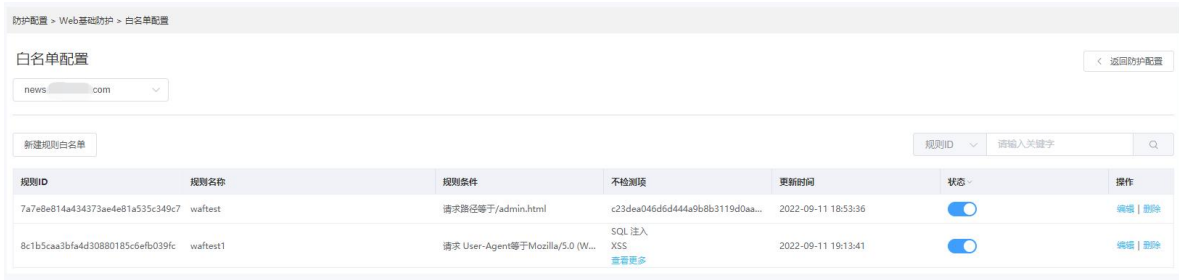 防护配置 > Web基础防护 > 白名单配置
白名单配置
< 返回防护配置
news com
新建规则白名单
规则ID 请输入关键字
规则ID 规则名称 规则条件 不检测项 更新时间 状态 操作
7a7e8e814a434373ae4e81a535c349c7 waftest 请求路径等于/admin.html c23dea046d6d444a9b8b3119d0aa... 2022-09-11 18:53:36 编辑 | 删除
SQL 注入
8c1b5caa3bfa4d30880185c6efb039fc waftest1 请求 User-Agent等于Mozilla/5.0 (W... XSS 2022-09-11 19:13:41 编辑 | 删除
查看更多